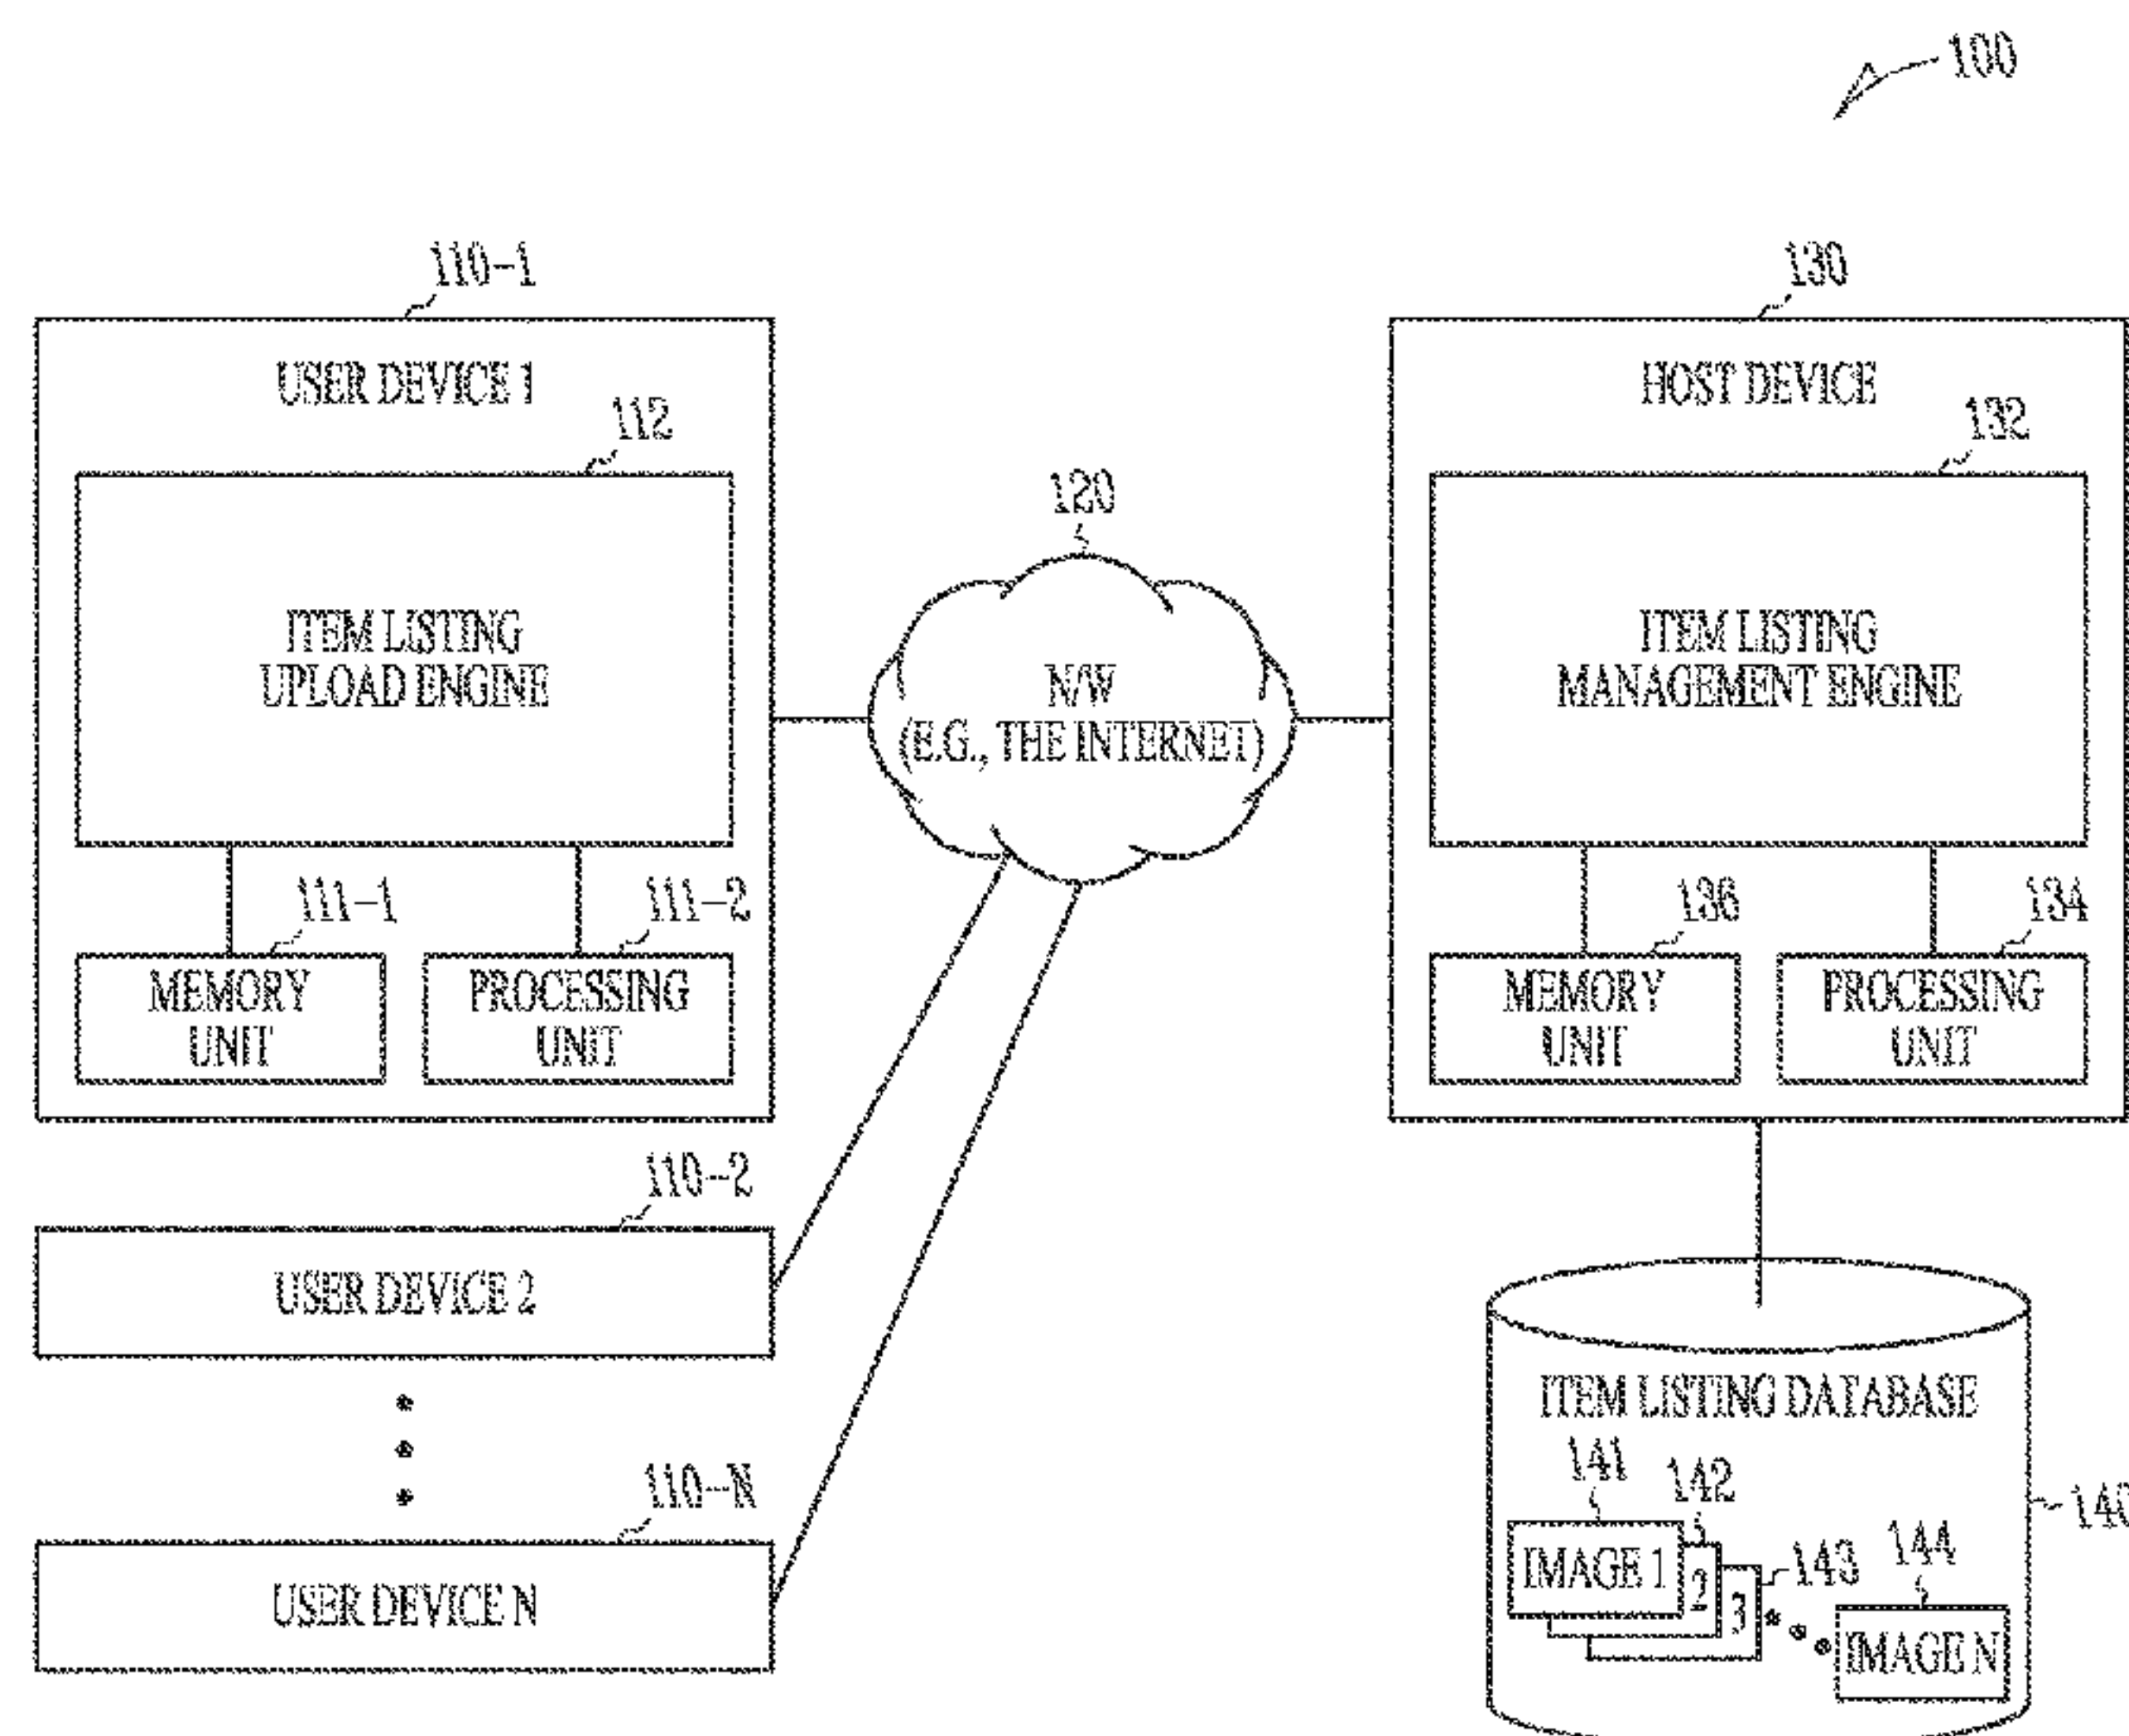 100
110-1
USER DEVICE 1
112
ITEM LISTING
UPLOAD ENGINE
111-1
MEMORY
UNIT
111-2
PROCESSING
UNIT
120
N/W
(E.G., THE INTERNET)
130
HOST DEVICE
132
ITEM LISTING
MANAGEMENT ENGINE
136
MEMORY
UNIT
134
PROCESSING
UNIT
110-2
USER DEVICE 2
110-N
USER DEVICE N
ITEM LISTING DATABASE
140
141
IMAGE 1
142
2
143
3
144
IMAGE N